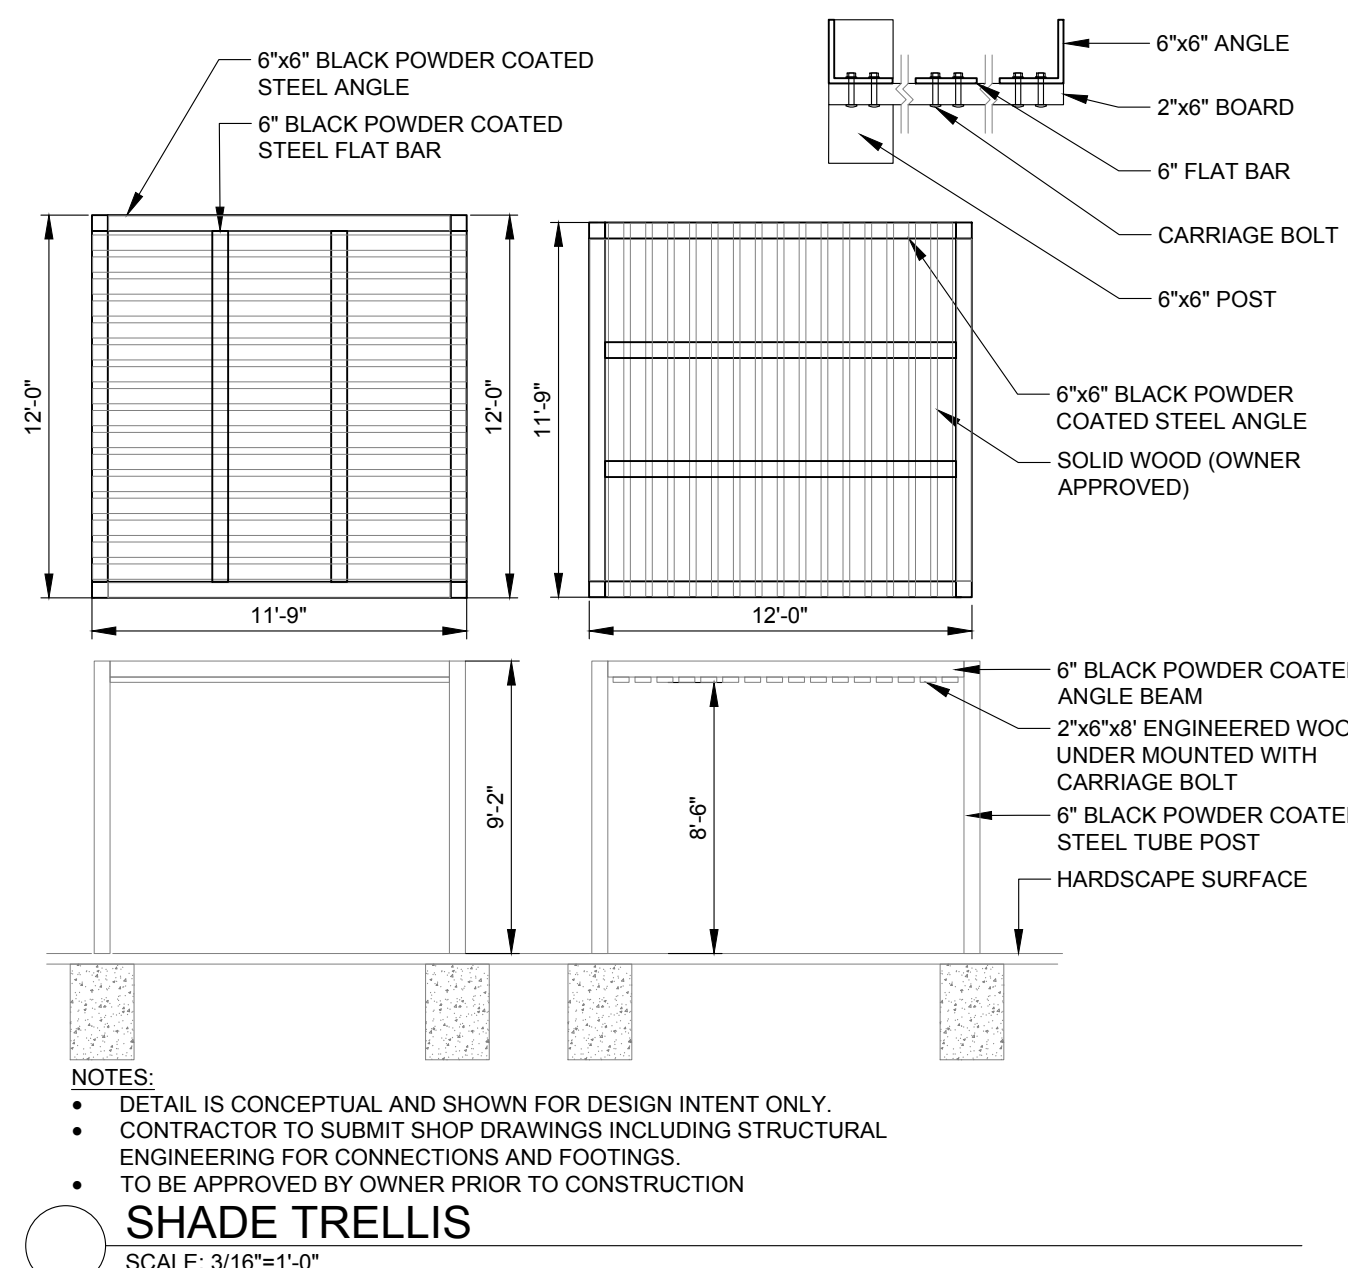 6"x6" BLACK POWDER COATED
STEEL ANGLE
6" BLACK POWDER COATED
STEEL FLAT BAR
6"x6" ANGLE
2"x6" BOARD
6" FLAT BAR
CARRIAGE BOLT
6"x6" POST
12'-0"
12'-0"
11'-9"
11'-9"
12'-0"
6"x6" BLACK POWDER
COATED STEEL ANGLE
SOLID WOOD (OWNER
APPROVED)
9'-2"
8'-6"
6" BLACK POWDER COATE
ANGLE BEAM
2"x6"x8' ENGINEERED WOO
UNDER MOUNTED WITH
CARRIAGE BOLT
6" BLACK POWDER COATE
STEEL TUBE POST
HARDSCAPE SURFACE
NOTES:
• DETAIL IS CONCEPTUAL AND SHOWN FOR DESIGN INTENT ONLY.
• CONTRACTOR TO SUBMIT SHOP DRAWINGS INCLUDING STRUCTURAL
ENGINEERING FOR CONNECTIONS AND FOOTINGS.
• TO BE APPROVED BY OWNER PRIOR TO CONSTRUCTION
SHADE TRELLIS
SCALE: 3/16"=1'-0"